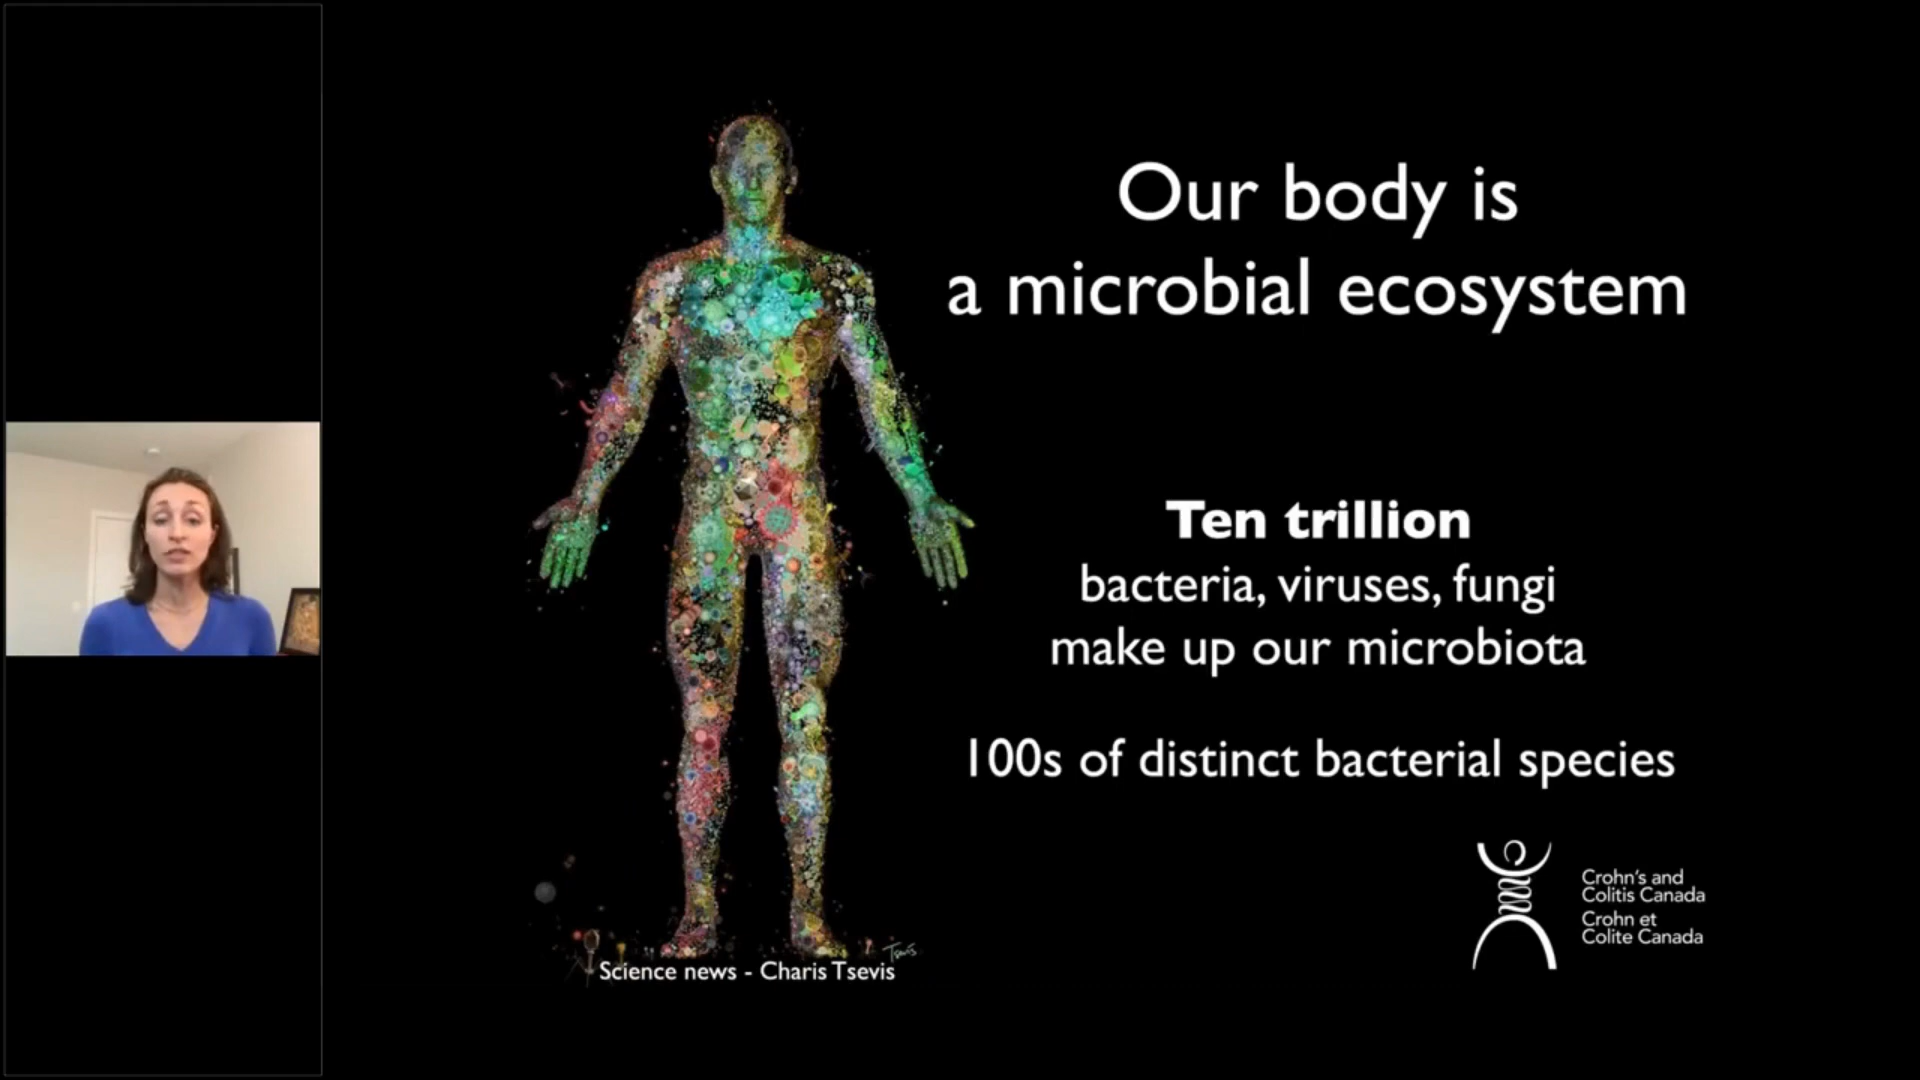 Our body is
a microbial ecosystem
Ten trillion
bacteria, viruses, fungi
make up our microbiota
100s of distinct bacterial species
Crohn's and
Colitis Canada
Crohn et
Colite Canada
Tsevis
Science news - Charis Tsevis